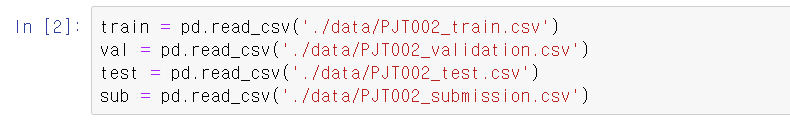 In [2]: train = pd.read_csv('./data/PJT002_train.csv')
val = pd.read_csv('./data/PJT002_validation.csv')
test = pd.read_csv('./data/PJT002_test.csv')
sub = pd.read_csv('./data/PJT002_submission.csv')